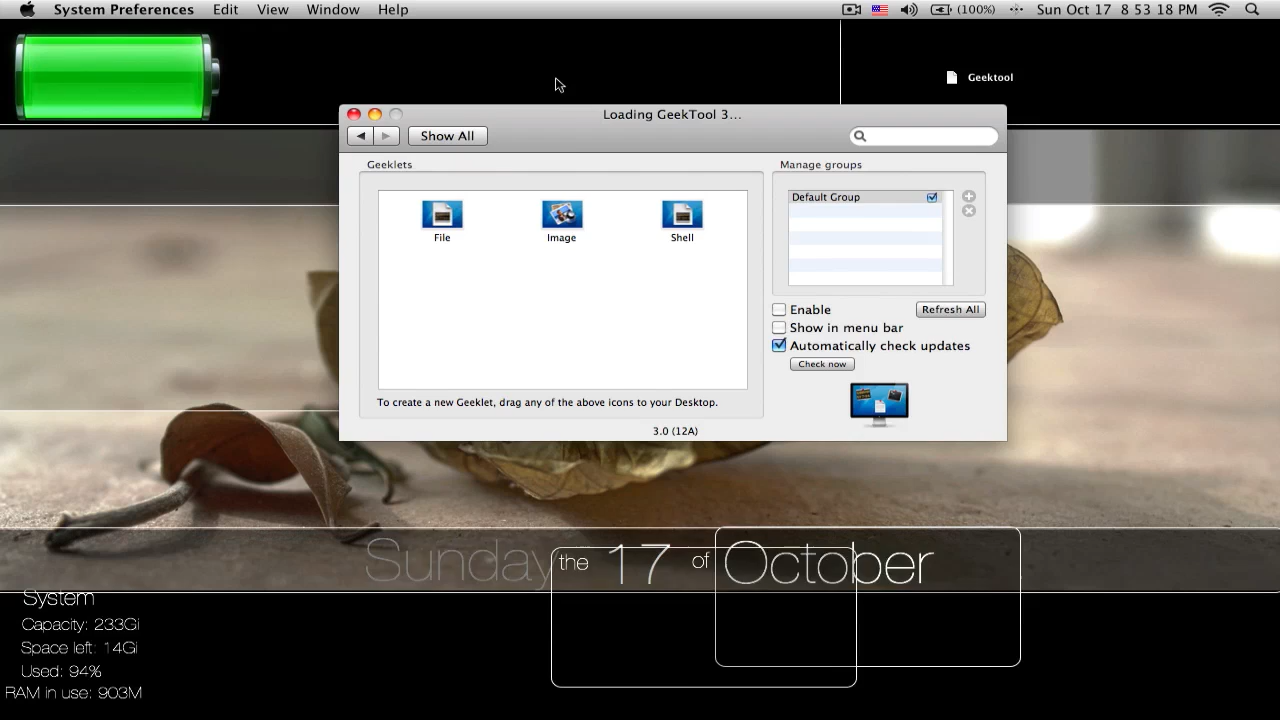 System Preferences Edit View Window Help (100%) Sun Oct 17 8 53 18 PM
Geektool
Loading GeekTool 3...
Show All
Geeklets Manage groups
Default Group
File Image Shell
Enable Refresh All
Show in menu bar
Automatically check updates
Check now
To create a new Geeklet, drag any of the above icons to your Desktop.
3.0 (12A)
Sunday the 17 of October
System
Capacity: 233Gi
Space left: 14Gi
Used: 94%
RAM in use: 903M